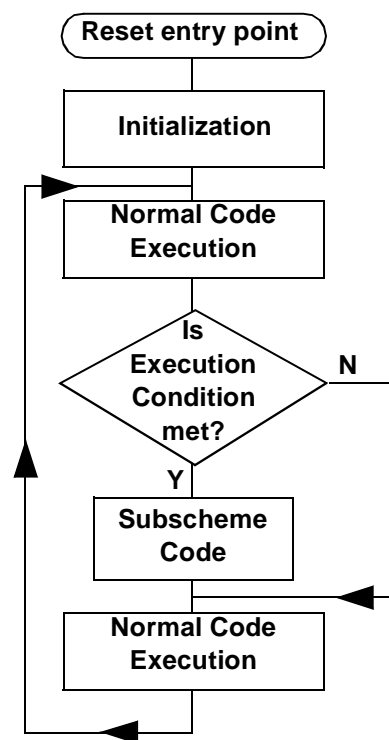 Reset entry point
Initialization
Normal Code
Execution
Is
Execution
Condition
met?
N
Y
Subscheme
Code
Normal Code
Execution